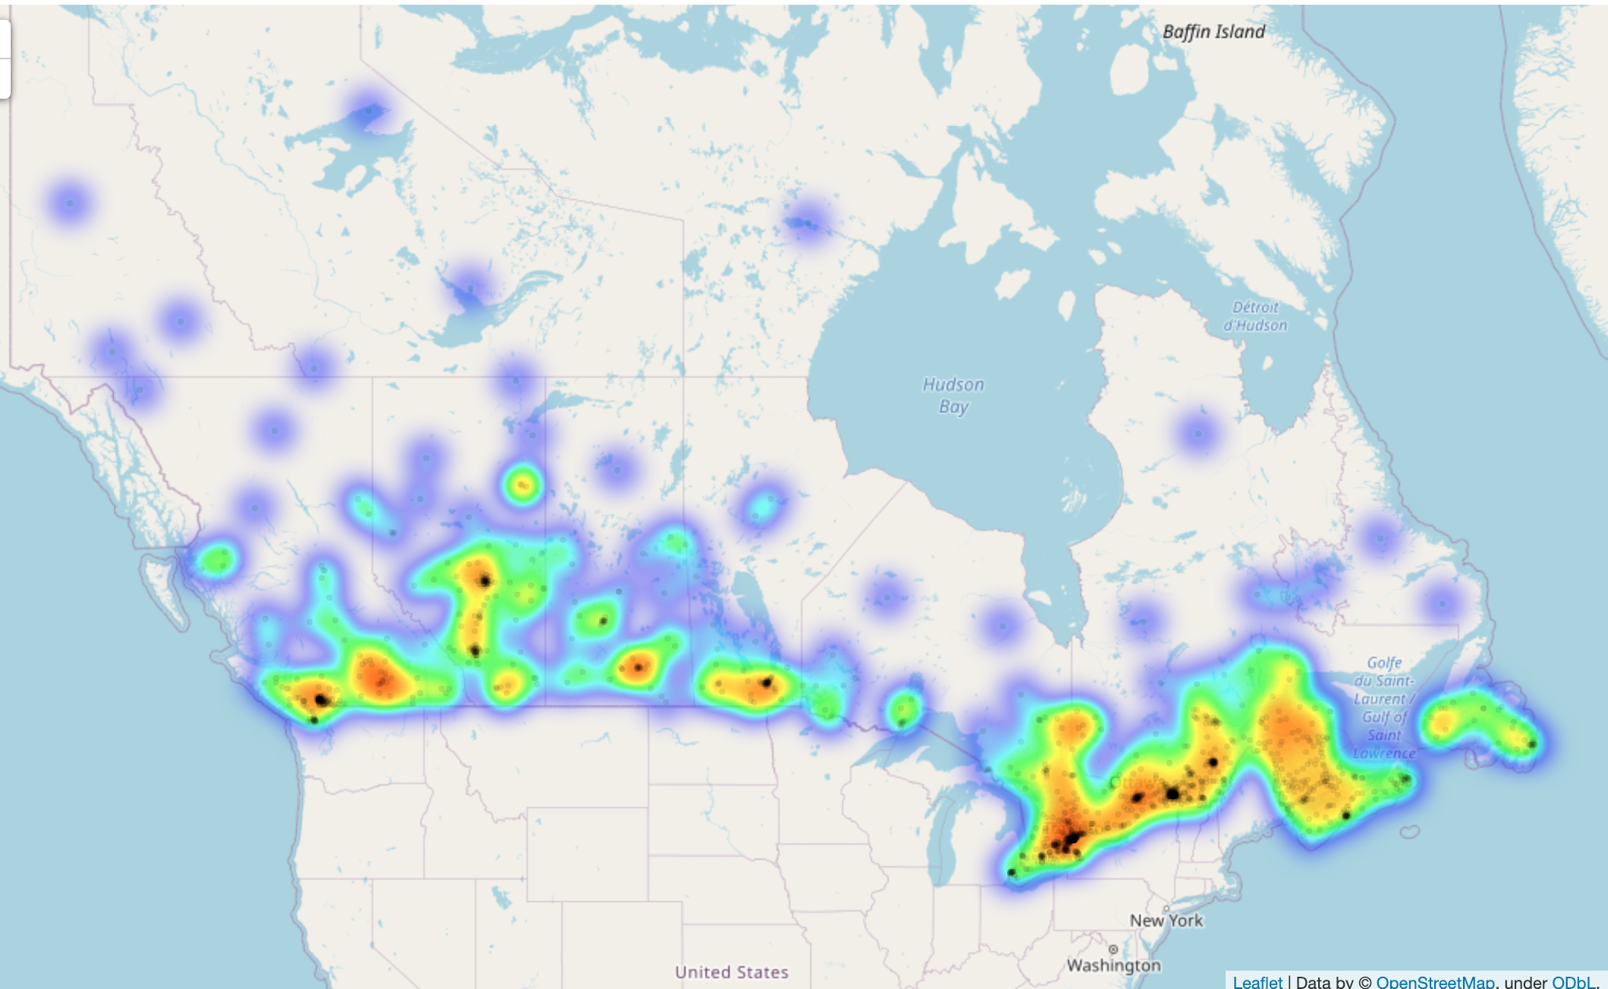 Baffin Island
Détroit
d'Hudson
Hudson
Bay
Golfe
du Saint-
Laurent /
Gulf of
Saint
Lawrence
New York
Washington
United States
Leaflet | Data by © OpenStreetMap, under ODbL.